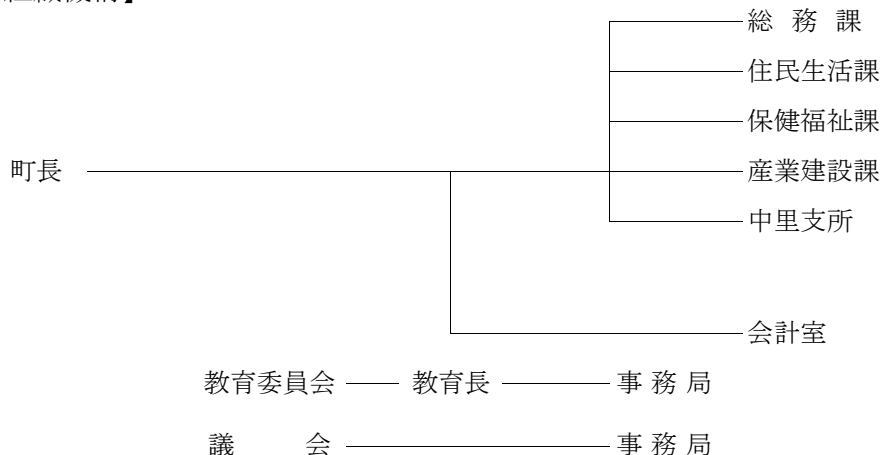 総 務 課
住民生活課
保健福祉課
町長 産業建設課
中里支所
会計室
教育委員会 教育長 事 務 局
議 会 事 務 局